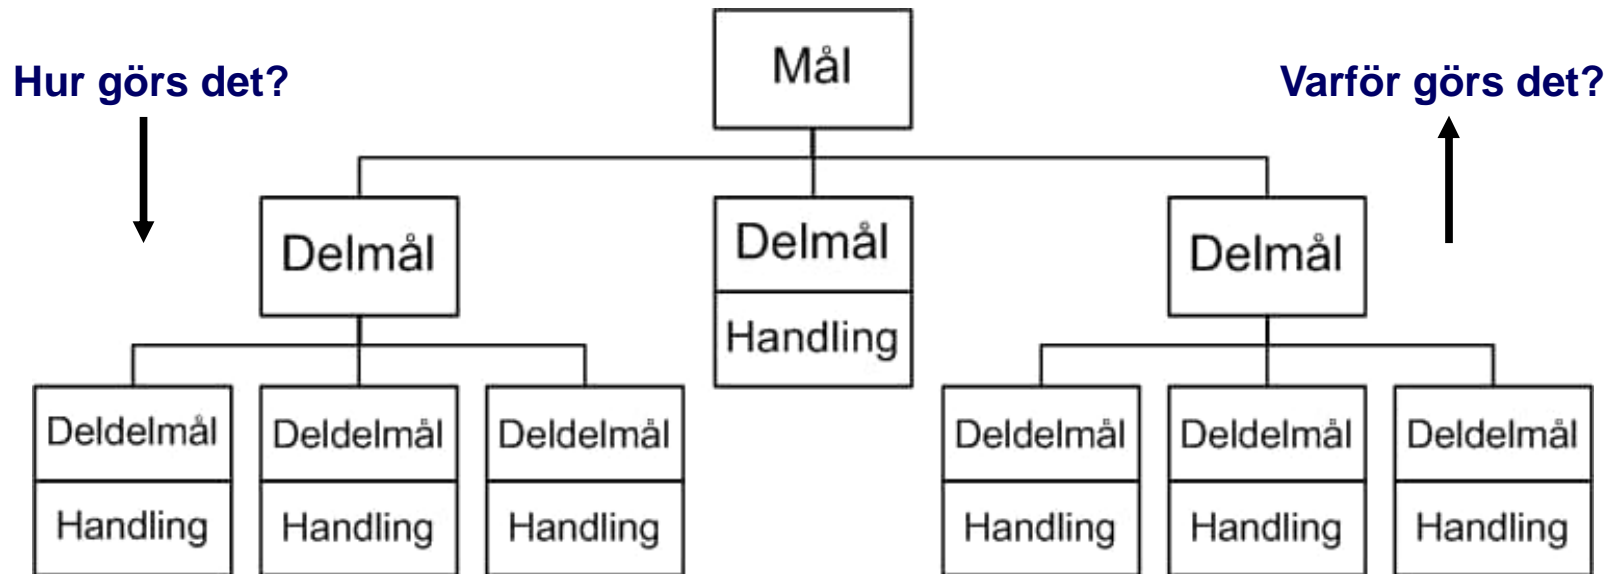 Mål
Hur görs det?
Varför görs det?
Delmål
Delmål
Delmål
Handling
Deldelmål
Deldelmål
Deldelmål
Deldelmål
Deldelmål
Deldelmål
Handling
Handling
Handling
Handling
Handling
Handling